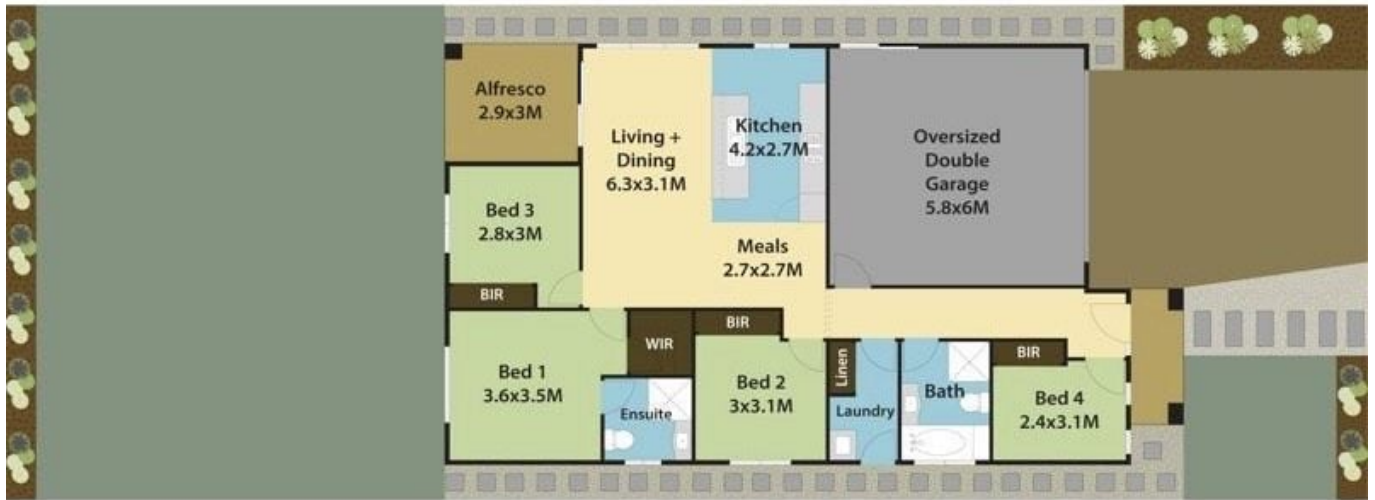 Alfresco
2.9x3M
Living +
Dining
6.3x3.1M
Kitchen
4.2x2.7M
Oversized
Double
Garage
5.8x6M
Bed 3
2.8x3M
Meals
2.7x2.7M
BIR
Bed 1
3.6x3.5M
WIR
BIR
Bed 2
3x3.1M
Ensuite
Linen
Laundry
Bath
BIR
Bed 4
2.4x3.1M